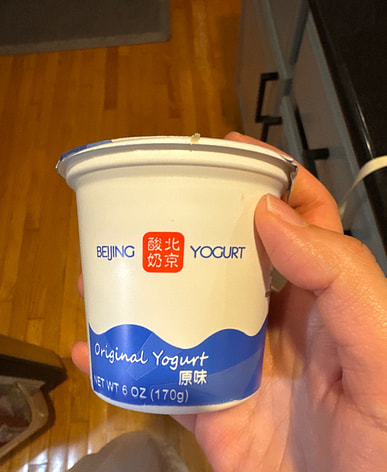 BEIJING 北京酸奶 YOGURT
Original Yogurt
原味
NET WT 6 OZ (170g)